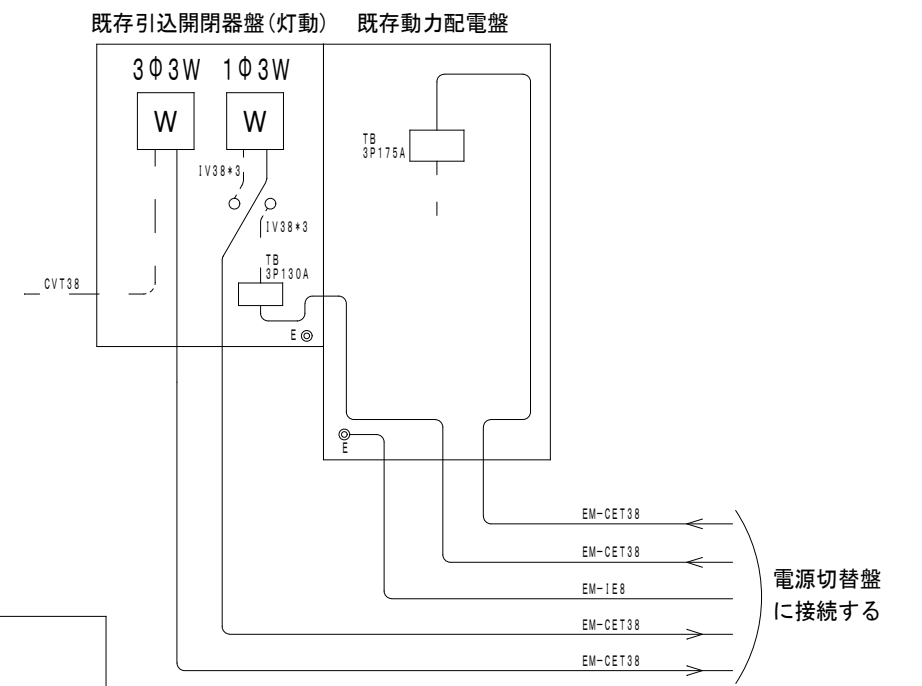 既存引込開閉器盤(灯動)
既存動力配電盤
3Φ3W
1Φ3W
W
W
TB
3P175A
IV38*3
IV38*3
TB
3P130A
CVT38
E
E
EM-CET38
EM-CET38
EM-IE8
EM-CET38
EM-CET38
電源切替盤
に接続する